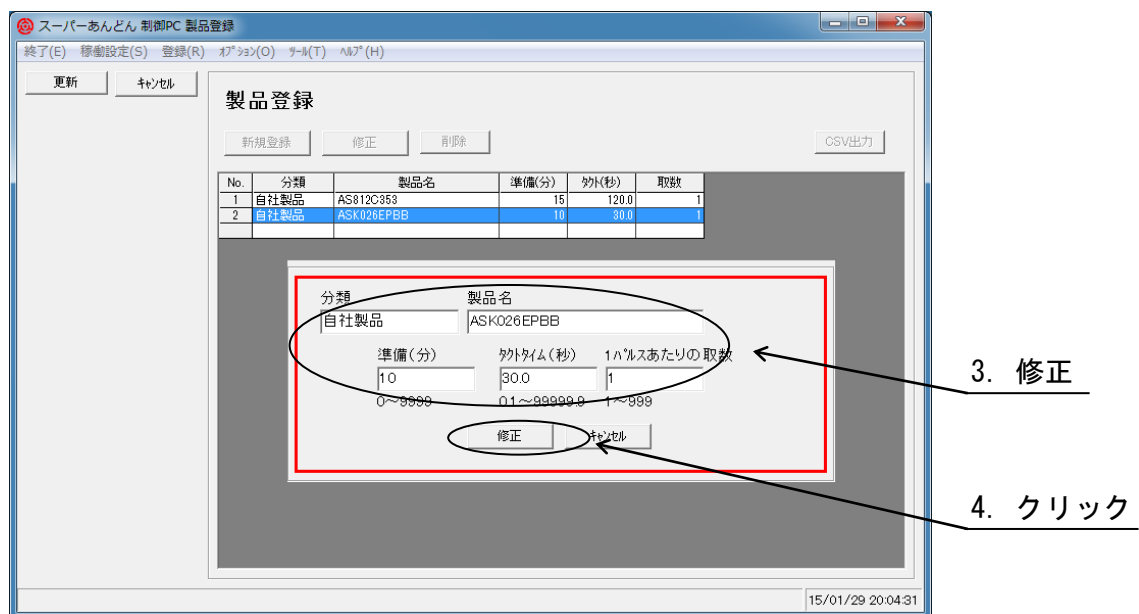 スーパーあんどん 制御PC 製品登録
終了(E) 稼働設定(S) 登録(R) ｵﾌﾟｼｮﾝ(O) ﾂｰﾙ(T) ﾍﾙﾌﾟ(H)
更新 ｷｬﾝｾﾙ
製品登録
新規登録 修正 削除 CSV出力
No. 分類 製品名 準備(分) ﾀｸﾄ(秒) 取数
1 自社製品 AS812C353 15 120.0 1
2 自社製品 ASK026EPBB 10 30.0 1
分類 製品名
自社製品 ASK026EPBB
準備(分) ﾀｸﾄﾀｲﾑ(秒) 1ﾊﾟﾙｽあたりの取数
10 30.0 1
0～9999 0.1～99999.9 1～999
修正 ｷｬﾝｾﾙ
3. 修正
4. クリック
15/01/29 20:04:31